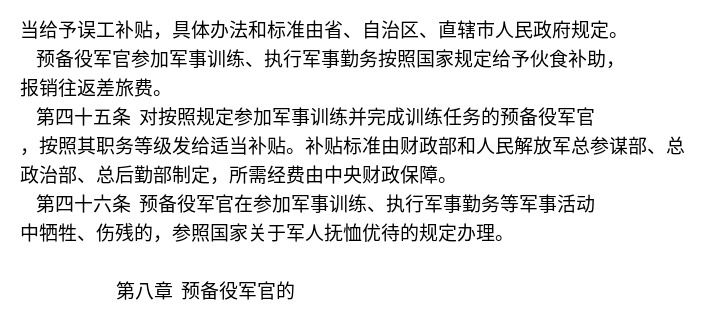 当给予误工补贴，具体办法和标准由省、自治区、直辖市人民政府规定。
预备役军官参加军事训练、执行军事勤务按照国家规定给予伙食补助，
报销往返差旅费。
第四十五条 对按照规定参加军事训练并完成训练任务的预备役军官
，按照其职务等级发给适当补贴。补贴标准由财政部和人民解放军总参谋部、总
政治部、总后勤部制定，所需经费由中央财政保障。
第四十六条 预备役军官在参加军事训练、执行军事勤务等军事活动
中牺牲、伤残的，参照国家关于军人抚恤优待的规定办理。
第八章 预备役军官的